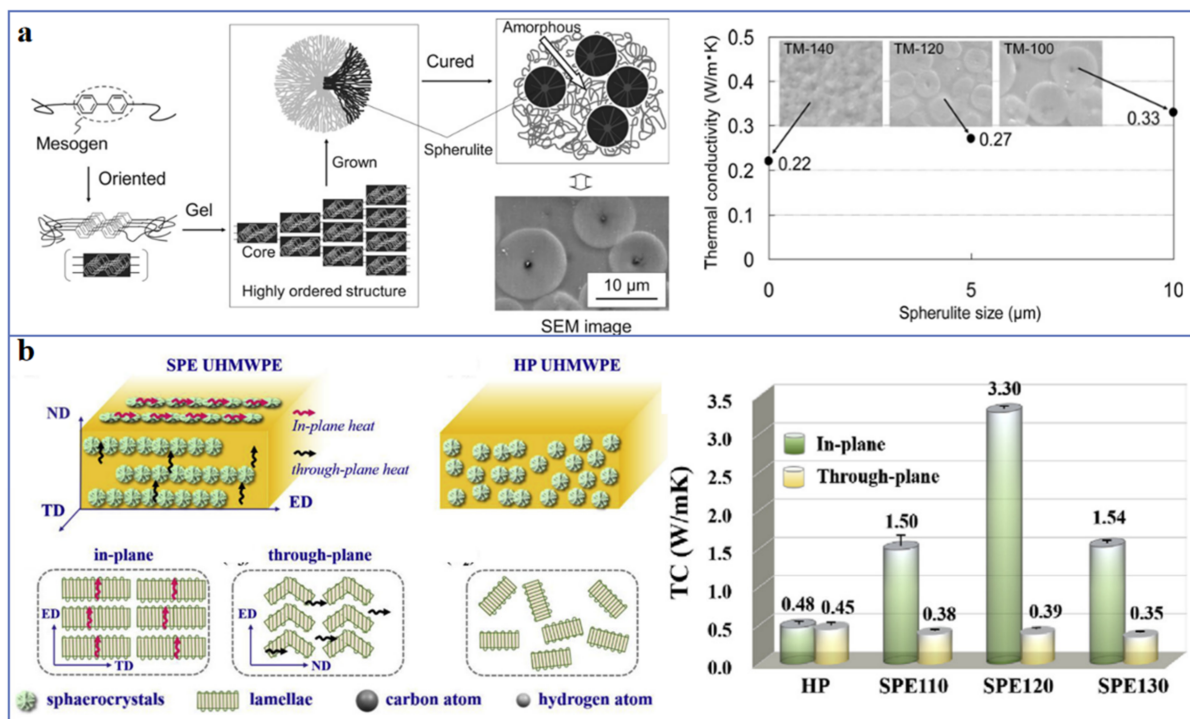 a
Mesogen
Oriented
Gel
Core
Highly ordered structure
Grown
Spherulite
Cured
Amorphous
10 μm
SEM image
Thermal conductivity (W/m·K)
0.5
0.4
0.3
0.2
0.1
0
TM-140
TM-120
TM-100
0.22
0.27
0.33
0
5
10
Spherulite size (μm)
b
SPE UHMWPE
HP UHMWPE
ND
TD
ED
In-plane heat
through-plane heat
in-plane
through-plane
ED
TD
ED
ND
sphaerocrystals
lamellae
carbon atom
hydrogen atom
TC (W/mK)
3.5
3.0
2.5
2.0
1.5
1.0
0.5
0.0
In-plane
Through-plane
0.48
0.45
1.50
0.38
3.30
0.39
1.54
0.35
HP
SPE110
SPE120
SPE130